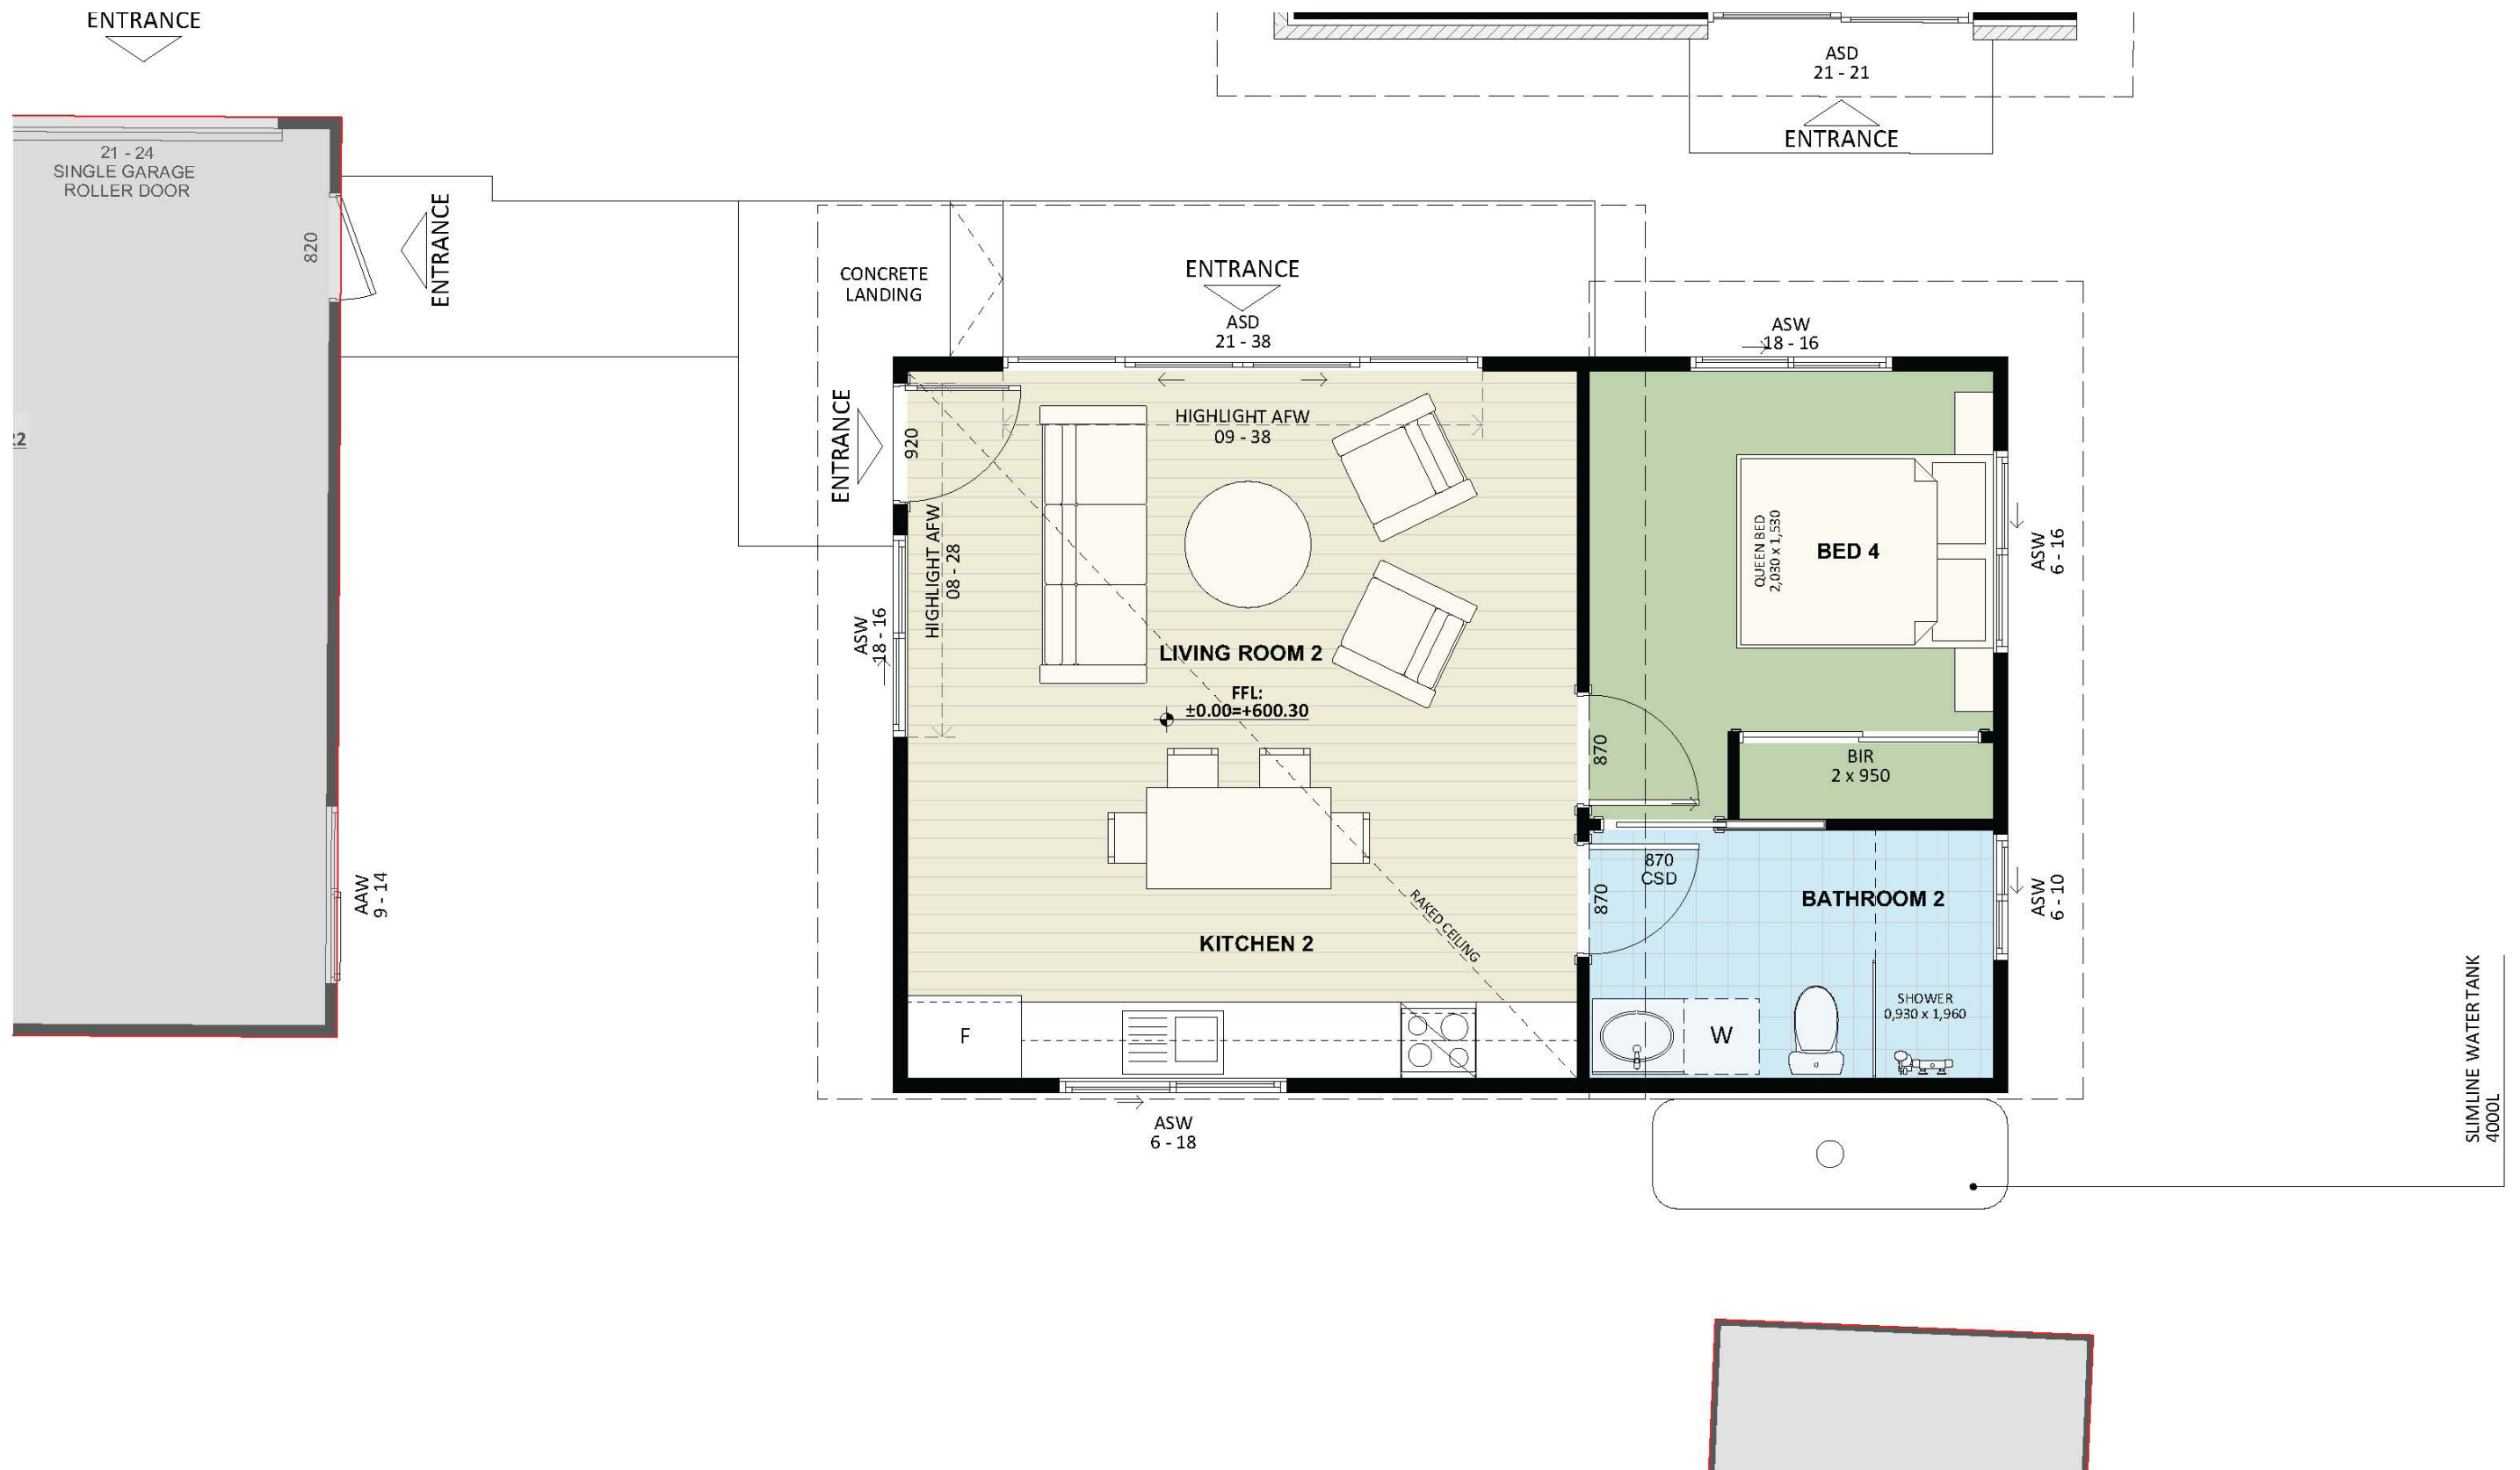 ENTRANCE
ASD
21 - 21
ENTRANCE
21 - 24
SINGLE GARAGE
ROLLER DOOR
820
ENTRANCE
CONCRETE
LANDING
ENTRANCE
ASD
21 - 38
ASW
18 - 16
HIGHLIGHT AFW
09 - 38
ENTRANCE
920
22
HIGHLIGHT AFW
08 - 28
QUEEN BED
2,030 x 1,530
BED 4
ASW
6 - 16
ASW
18 - 16
LIVING ROOM 2
FFL:
±0.00=+600.30
870
BIR
2 x 950
870
CSD
870
BATHROOM 2
ASW
6 - 10
AAW
9 - 14
RAKED CEILING
KITCHEN 2
F
W
SHOWER
0,930 x 1,960
SLIMLINE WATERTANK
4000L
ASW
6 - 18